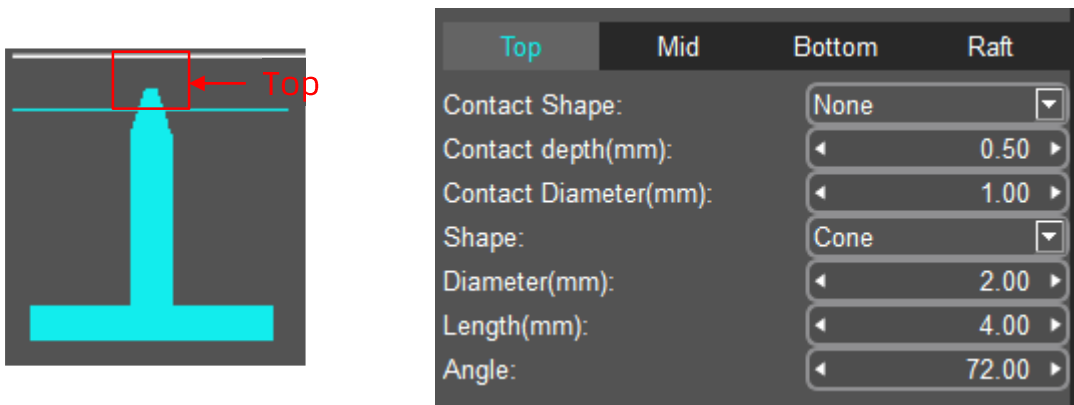 Top
Top Mid Bottom Raft
Contact Shape: None
Contact depth(mm): 0.50
Contact Diameter(mm): 1.00
Shape: Cone
Diameter(mm): 2.00
Length(mm): 4.00
Angle: 72.00